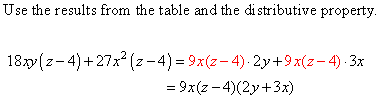 Use the results from the table and the distributive property.
18xy(z−4)+27x²(z−4)=9x(z−4)·2y+9x(z−4)·3x
=9x(z−4)(2y+3x)